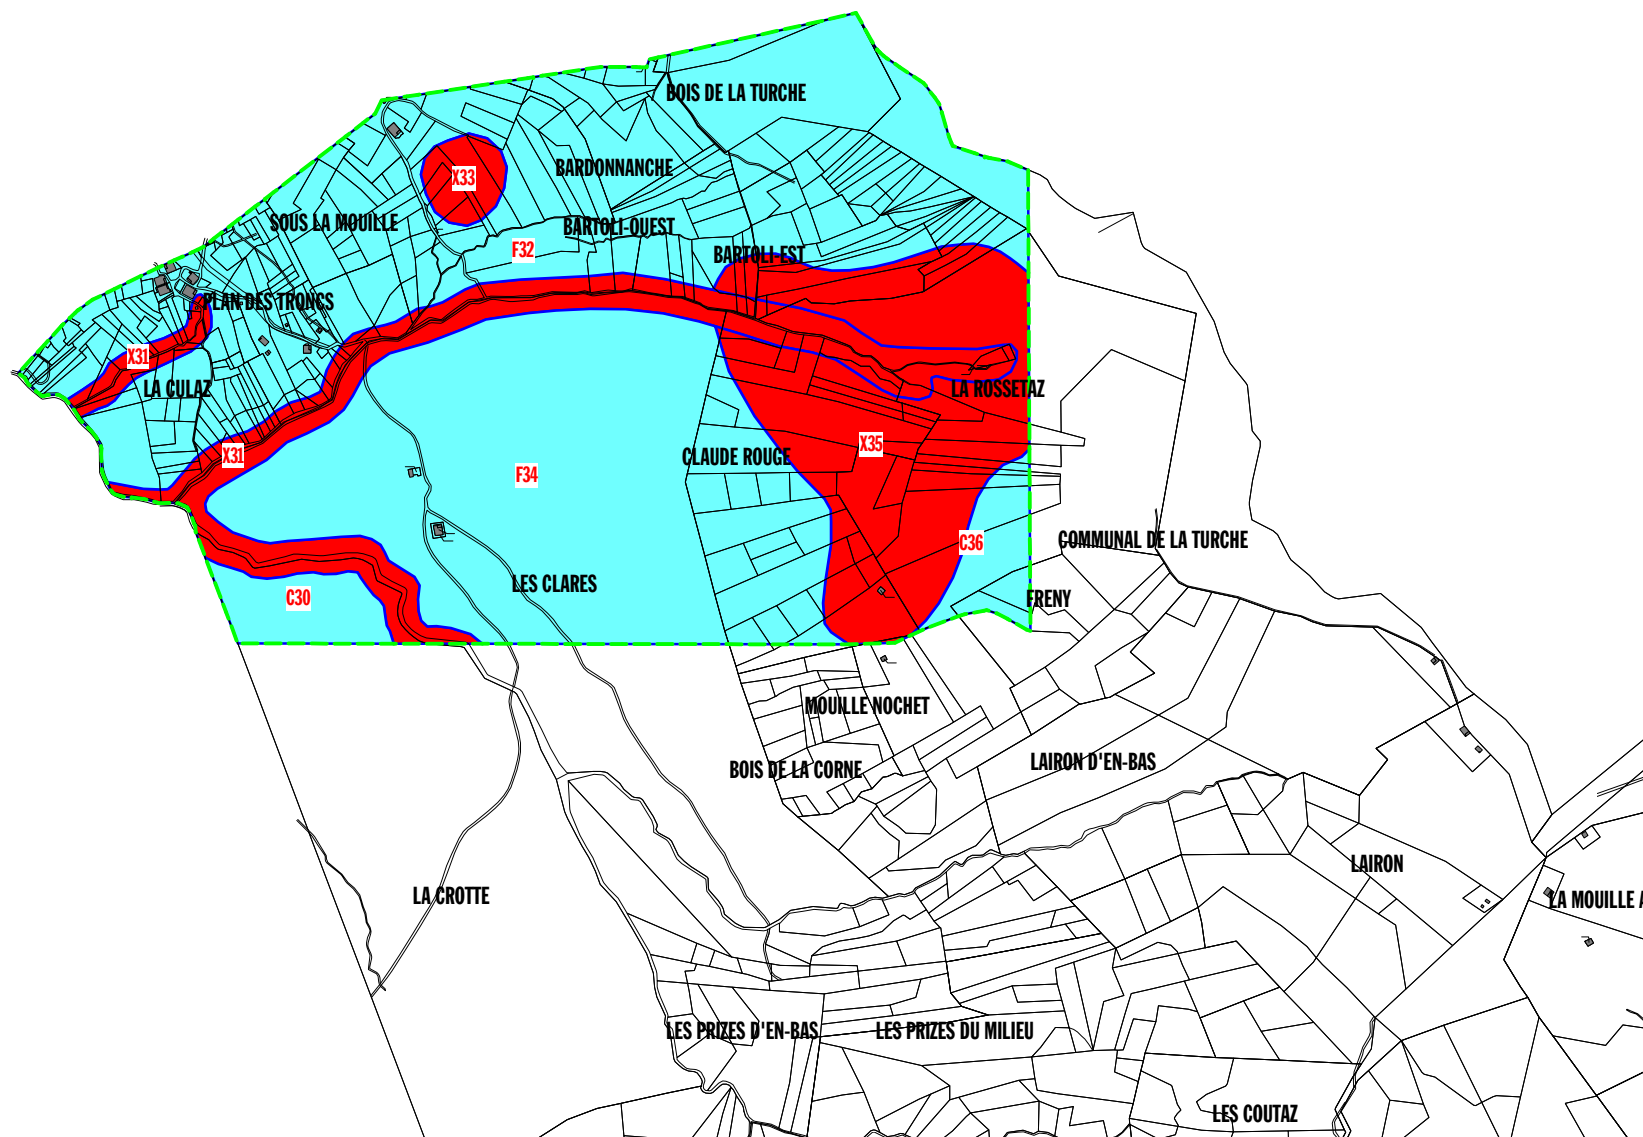 BOIS DE LA TURCHE
BARDONNANCHE
X33
SOUS LA MOUILLE
BARTOLI-OUEST
F32
BARTOLI-EST
PLAN-DES TRONCS
X31
LA CULAZ
LA ROSSETAZ
X31
CLAUDE ROUGE
X35
F34
C36
COMMUNAL DE LA TURCHE
LES CLARES
C30
FRENY
MOUILLE NOCHET
BOIS DE LA CORNE
LAIRON D'EN-BAS
LAIRON
LA CROTTE
LA MOUILLE A
LES PRIZES D'EN-BAS
LES PRIZES DU MILIEU
LES COUTAZ